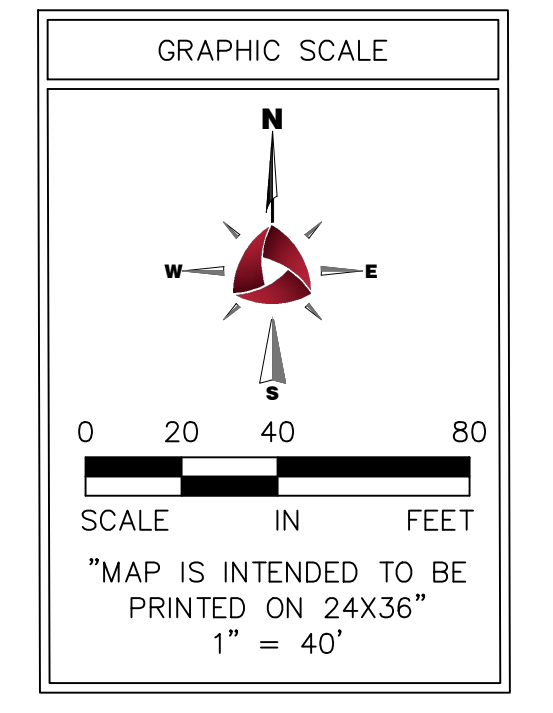 GRAPHIC SCALE
N
W E
S
0 20 40 80
SCALE IN FEET
"MAP IS INTENDED TO BE
PRINTED ON 24X36"
1" = 40'